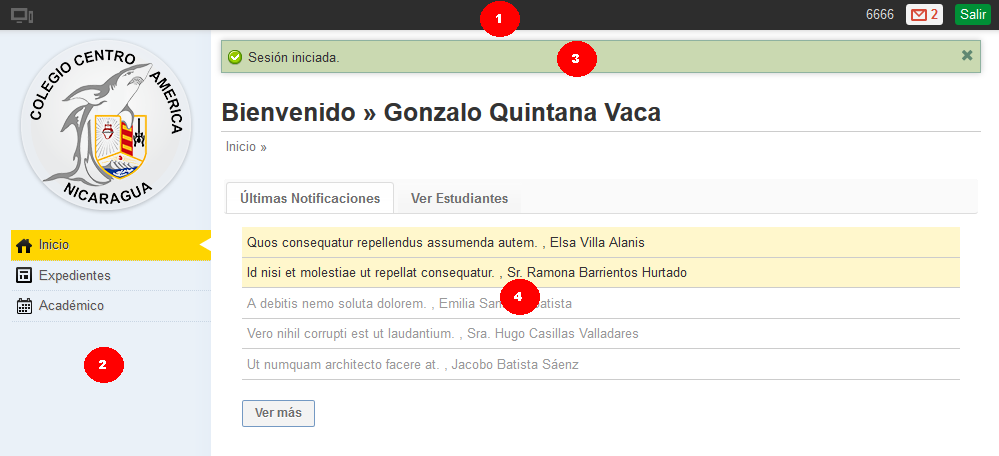 1
6666
2
Salir
COLEGIO CENTRO AMERICA
NICARAGUA
Sesión iniciada.
3
Bienvenido » Gonzalo Quintana Vaca
Inicio »
Últimas Notificaciones
Ver Estudiantes
Inicio
Expedientes
Académico
2
Quos consequatur repellendus assumenda autem. , Elsa Villa Alanis
Id nisi et molestiae ut repellat consequatur. , Sr. Ramona Barrientos Hurtado
A debitis nemo soluta dolorem. , Emilia
4
Vero nihil corrupti est ut laudantium. , Sra. Hugo Casillas Valladares
Ut numquam architecto facere at. , Jacobo Batista Sáenz
Ver más